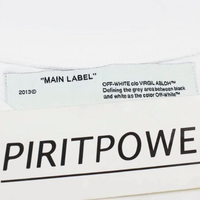 "MAIN LABEL"
2013©
OFF-WHITE c/o VIRGIL ABLOH™
Defining the grey area between black
and white as the color Off-White™
PIRITPOWE